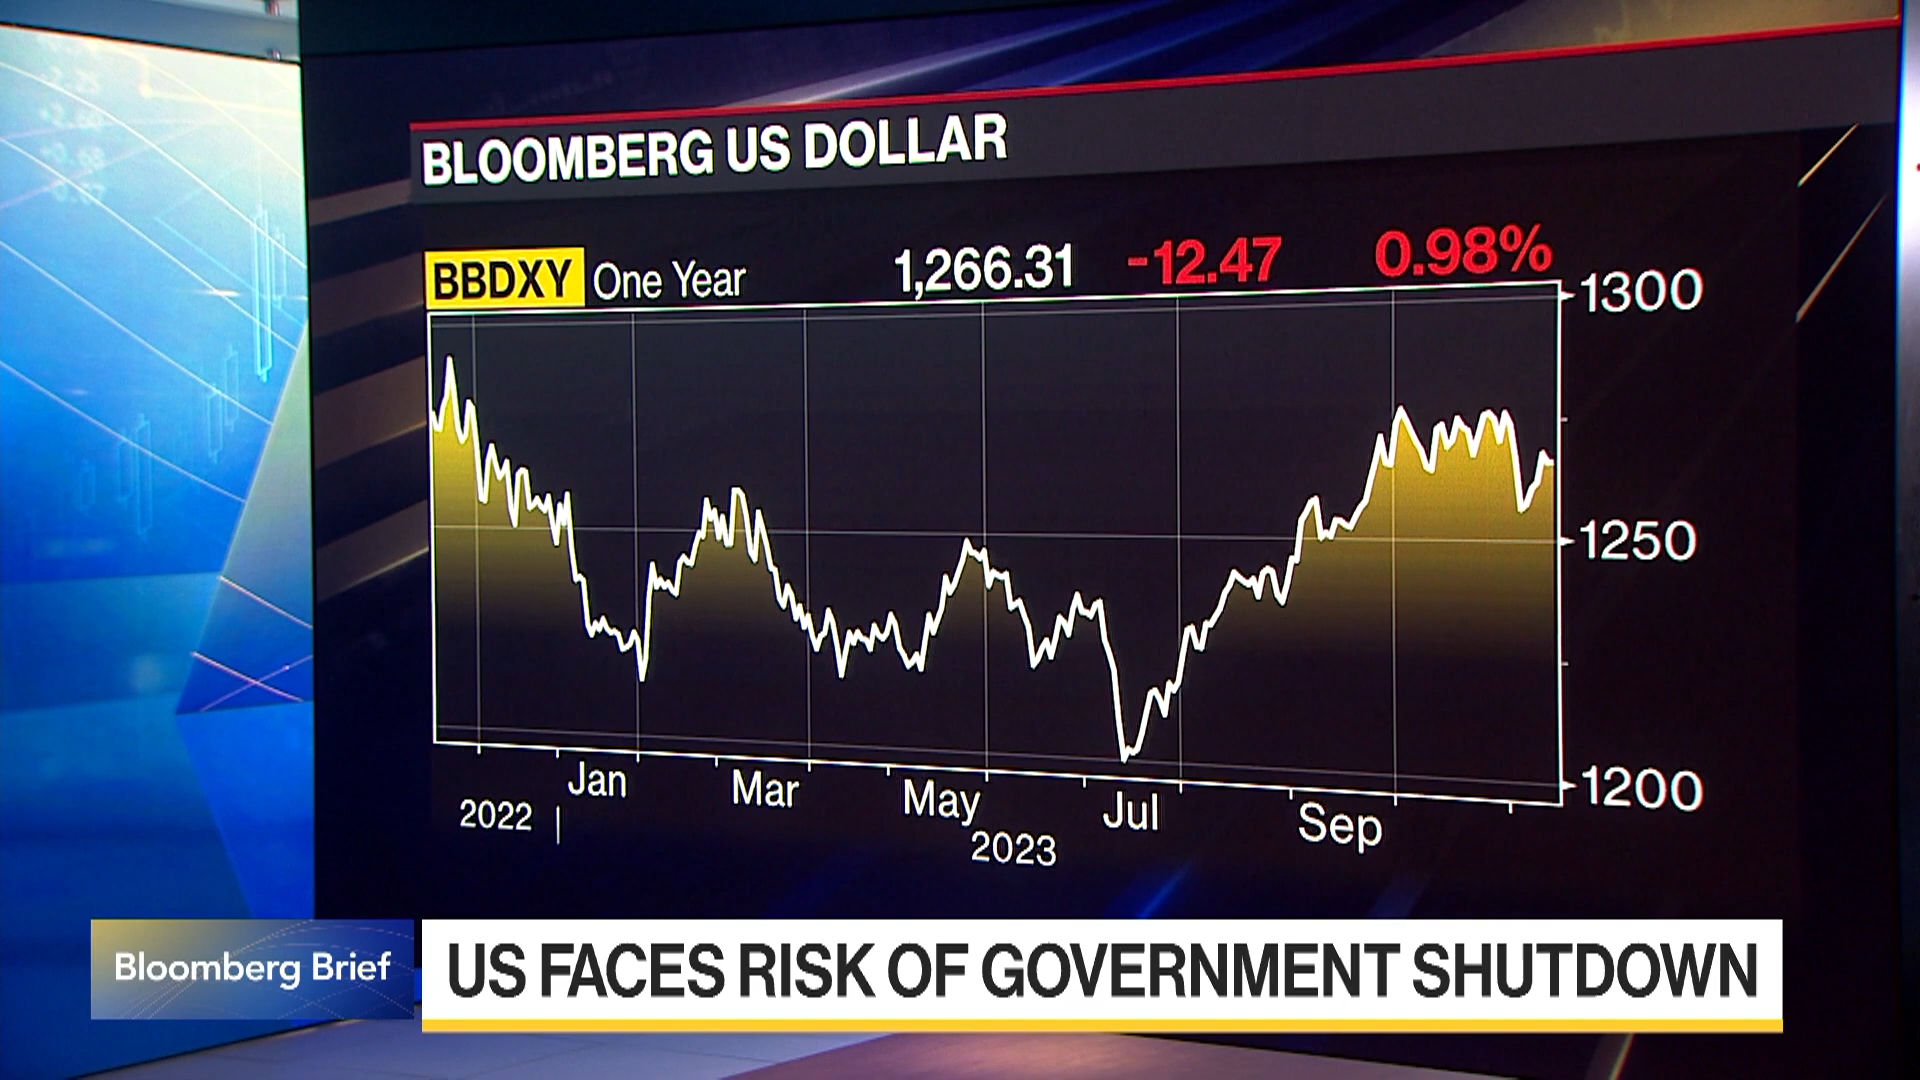 BLOOMBERG US DOLLAR
BBDXY One Year 1,266.31 -12.47 0.98%
1300
1250
1200
Jan Mar May Jul Sep
2022 2023
Bloomberg Brief
US FACES RISK OF GOVERNMENT SHUTDOWN